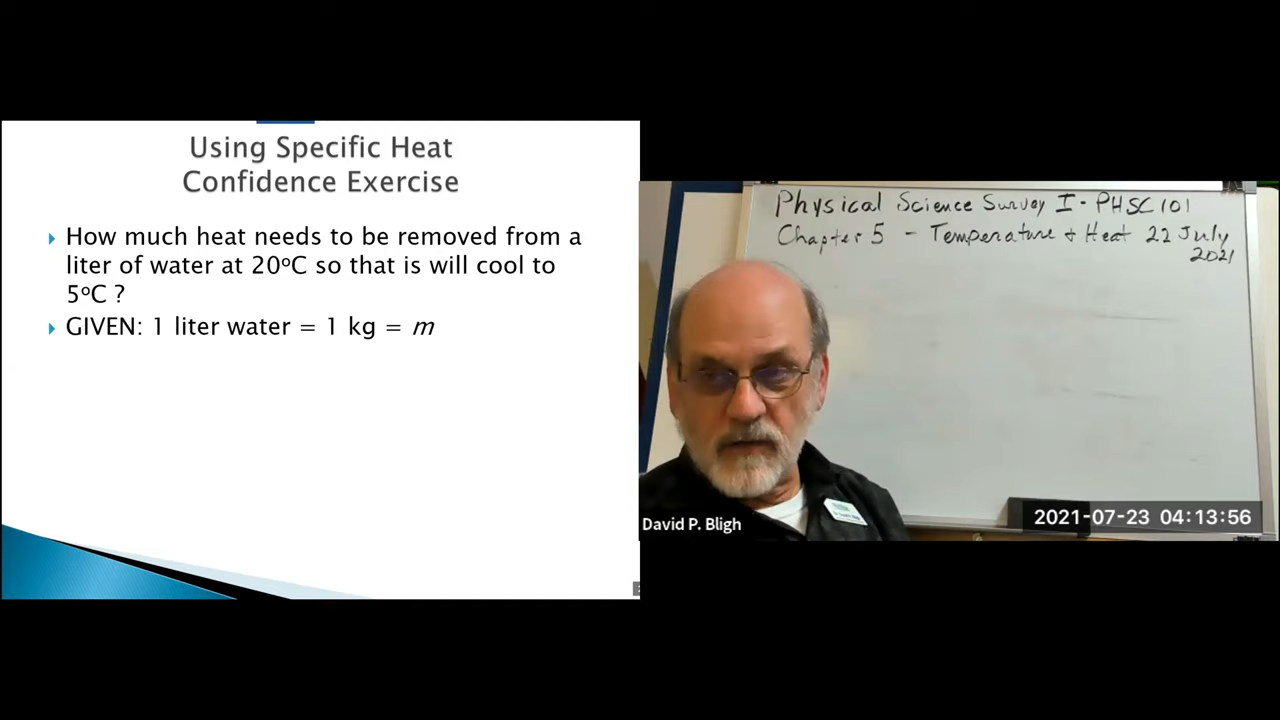 Using Specific Heat
Confidence Exercise
How much heat needs to be removed from a
liter of water at 20°C so that is will cool to
5°C ?
GIVEN: 1 liter water = 1 kg = m
Physical Science Survey I - PHSC 101
Chapter 5 - Temperature + Heat 22 July
2021
David P. Bligh
2021-07-23 04:13:56